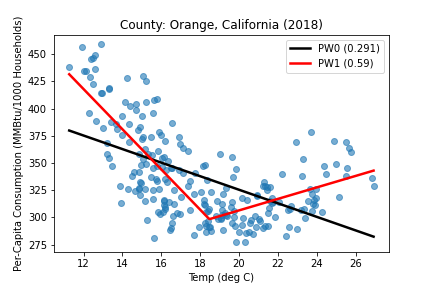 County: Orange, California (2018)
PW0 (0.291)
PW1 (0.59)
Per-Capita Consumption (MMBtu/1000 Households)
450
425
400
375
350
325
300
275
12 14 16 18 20 22 24 26
Temp (deg C)